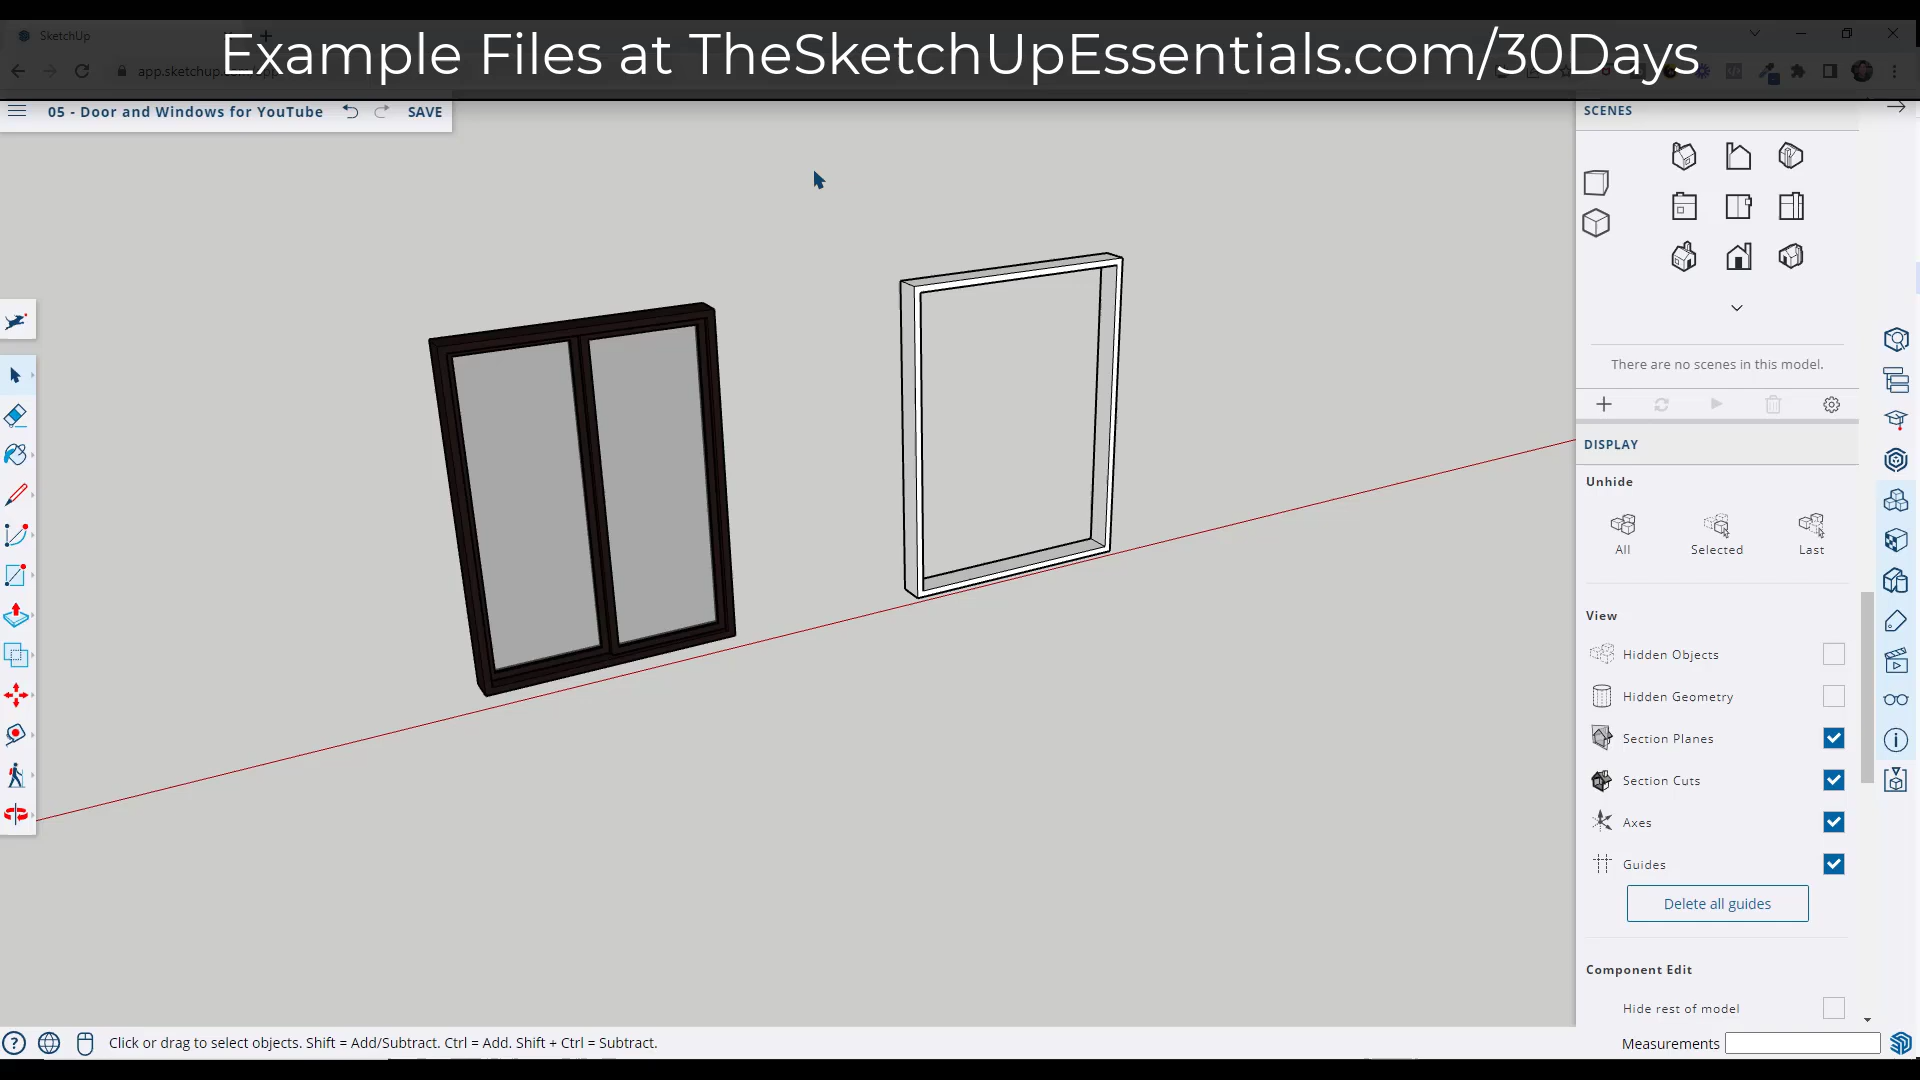 SketchUp
Example Files at TheSketchUpEssentials.com/30Days
app.sketchup.com/app
05 - Door and Windows for YouTube
SAVE
SCENES
There are no scenes in this model.
DISPLAY
Unhide
All
Selected
Last
View
Hidden Objects
Hidden Geometry
Section Planes
Section Cuts
Axes
Guides
Delete all guides
Component Edit
Hide rest of model
Click or drag to select objects. Shift = Add/Subtract. Ctrl = Add. Shift + Ctrl = Subtract.
Measurements